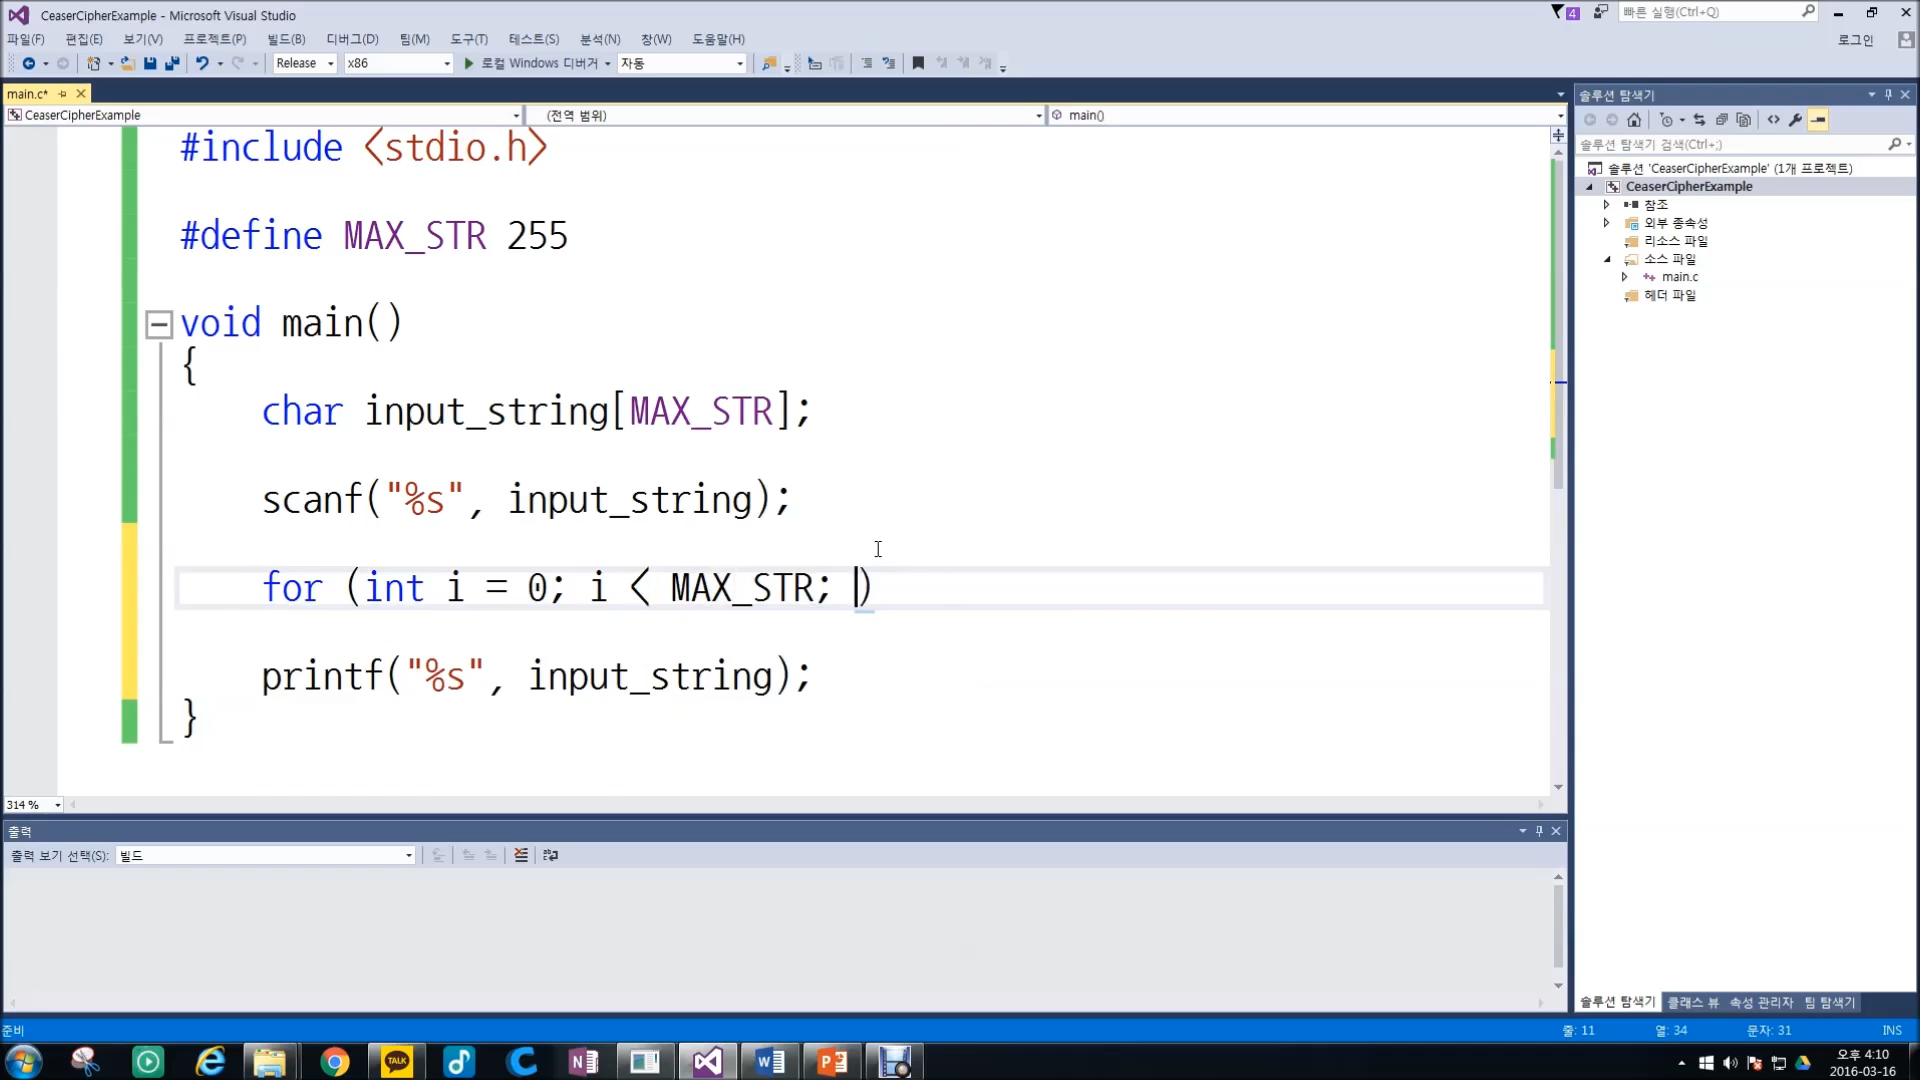 CeaserCipherExample - Microsoft Visual Studio
4
빠른 실행(Ctrl+Q)
파일(F) 편집(E) 보기(V) 프로젝트(P) 빌드(B) 디버그(D) 팀(M) 도구(T) 테스트(S) 분석(N) 창(W) 도움말(H)
로그인
Release x86 로컬 Windows 디버거 자동
main.c*
CeaserCipherExample (전역 범위) main()
#include <stdio.h>
#define MAX_STR 255
void main()
{
char input_string[MAX_STR];
scanf("%s", input_string);
for (int i = 0; i < MAX_STR; )
printf("%s", input_string);
}
314 %
출력
출력 보기 선택(S): 빌드
솔루션 탐색기
솔루션 탐색기 검색(Ctrl+;)
솔루션 'CeaserCipherExample' (1개 프로젝트)
CeaserCipherExample
참조
외부 종속성
리소스 파일
소스 파일
main.c
헤더 파일
솔루션 탐색기 클래스 뷰 속성 관리자 팀 탐색기
준비 줄: 11 열: 34 문자: 31 INS
TALK
오후 4:10
2016-03-16